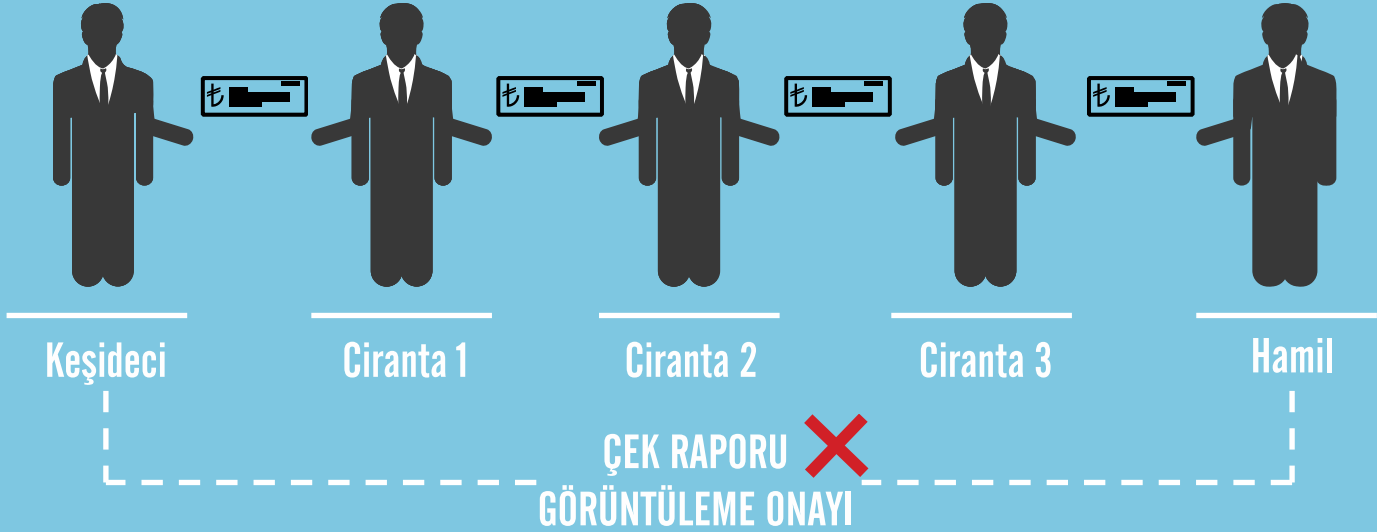 ₺
₺
₺
₺
Keşideci
Ciranta 1
Ciranta 2
Ciranta 3
Hamil
ÇEK RAPORU
GÖRÜNTÜLEME ONAYI